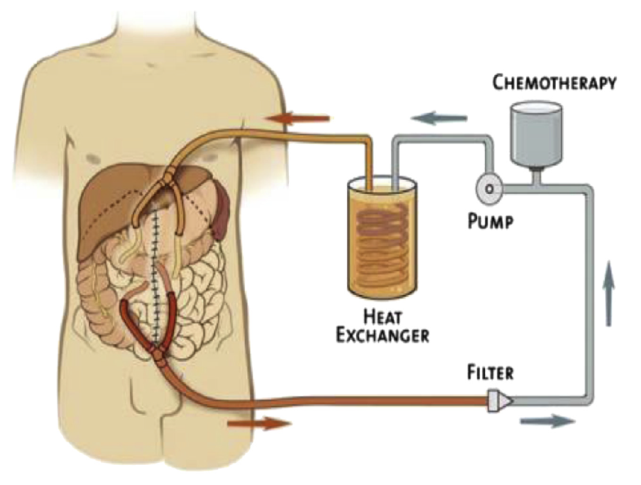 CHEMOTHERAPY
PUMP
HEAT
EXCHANGER
FILTER